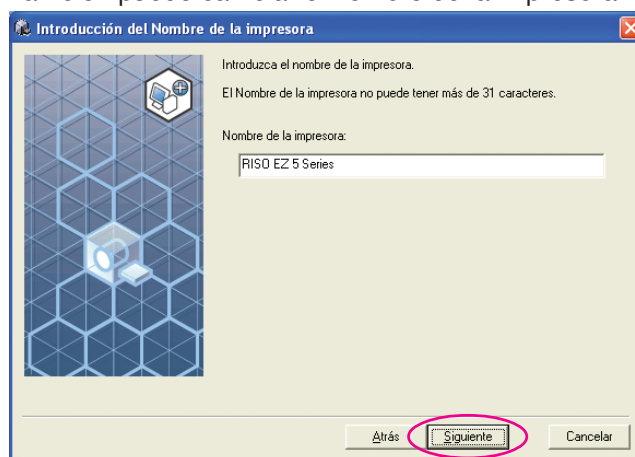 Introducción del Nombre de la impresora
Introduzca el nombre de la impresora.
El Nombre de la impresora no puede tener más de 31 caracteres.
Nombre de la impresora:
RISO EZ 5 Series
Atrás
Siguiente
Cancelar